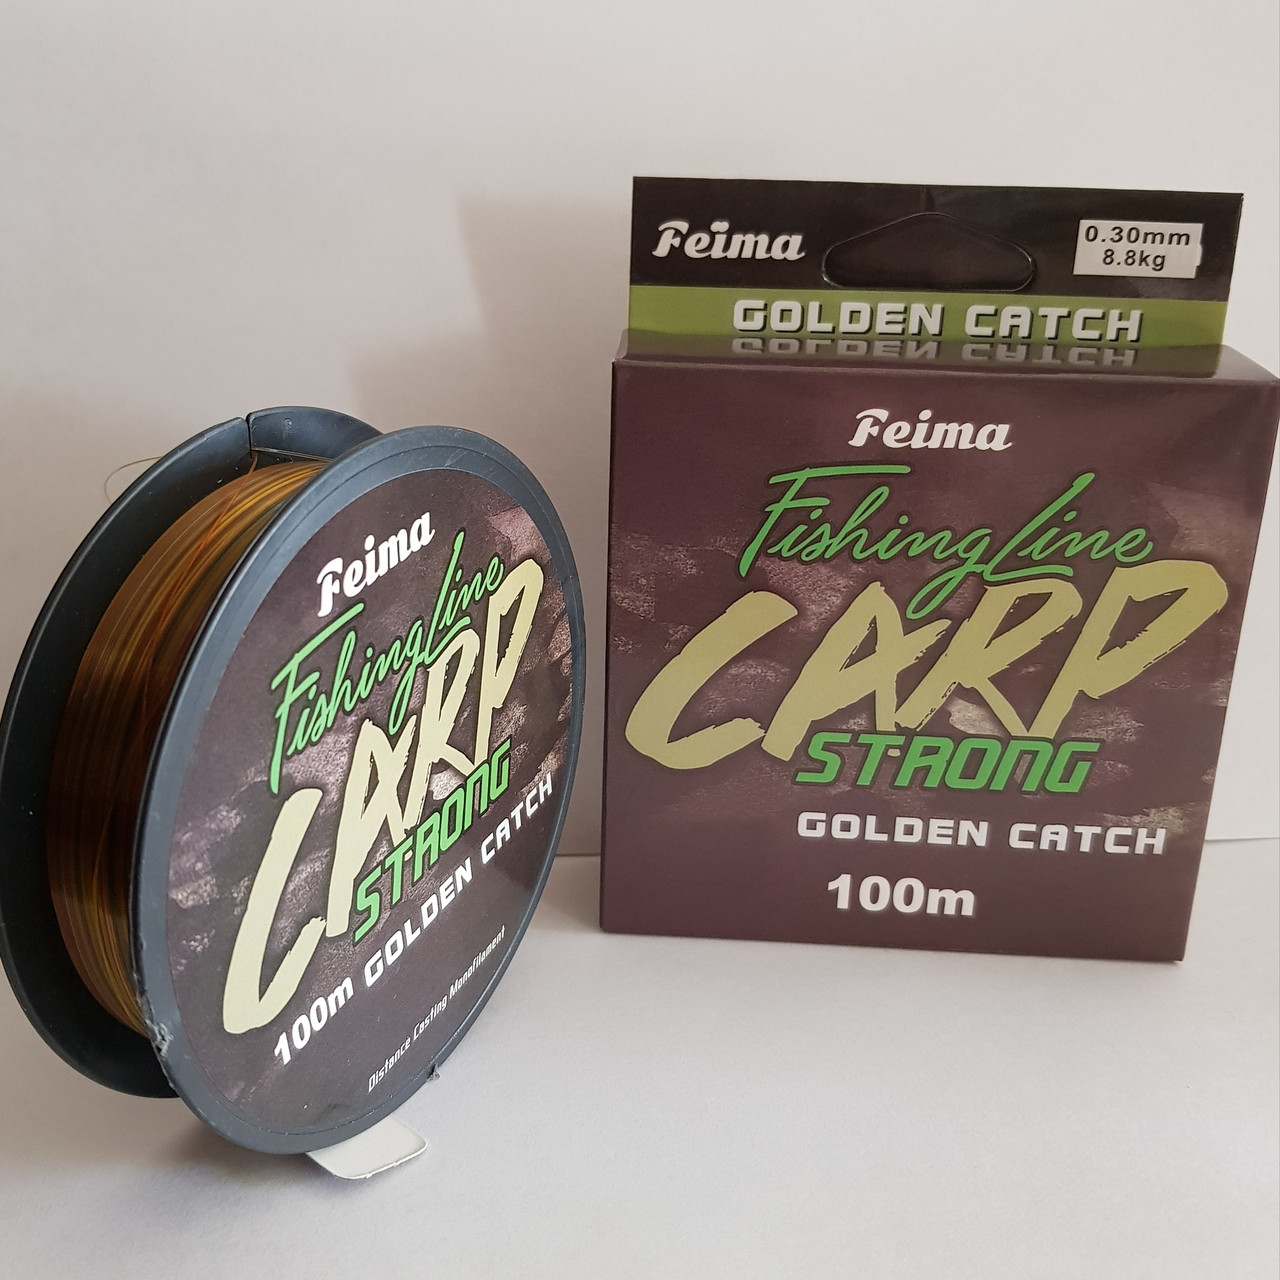 Feima
Fishing Line
CARP
STRONG
100m GOLDEN CATCH
Distance Casting Monofilament
Feima
0.30mm
8.8kg
GOLDEN CATCH
Feima
Fishing Line
CARP
STRONG
GOLDEN CATCH
100m